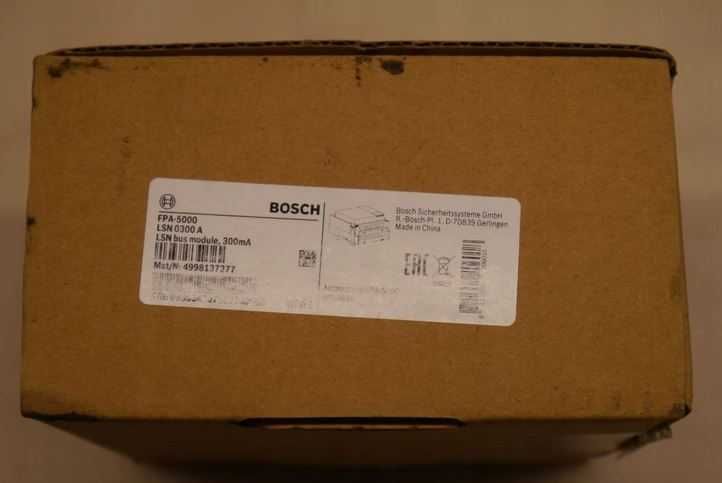 BOSCH
FPA-5000
LSN 0300 A
LSN bus module, 300mA
Mat/N: 4998137277
Bosch Sicherheitssysteme GmbH
R.-Bosch-Pl. 1, D-70839 Gerlingen
Made in China
EAC